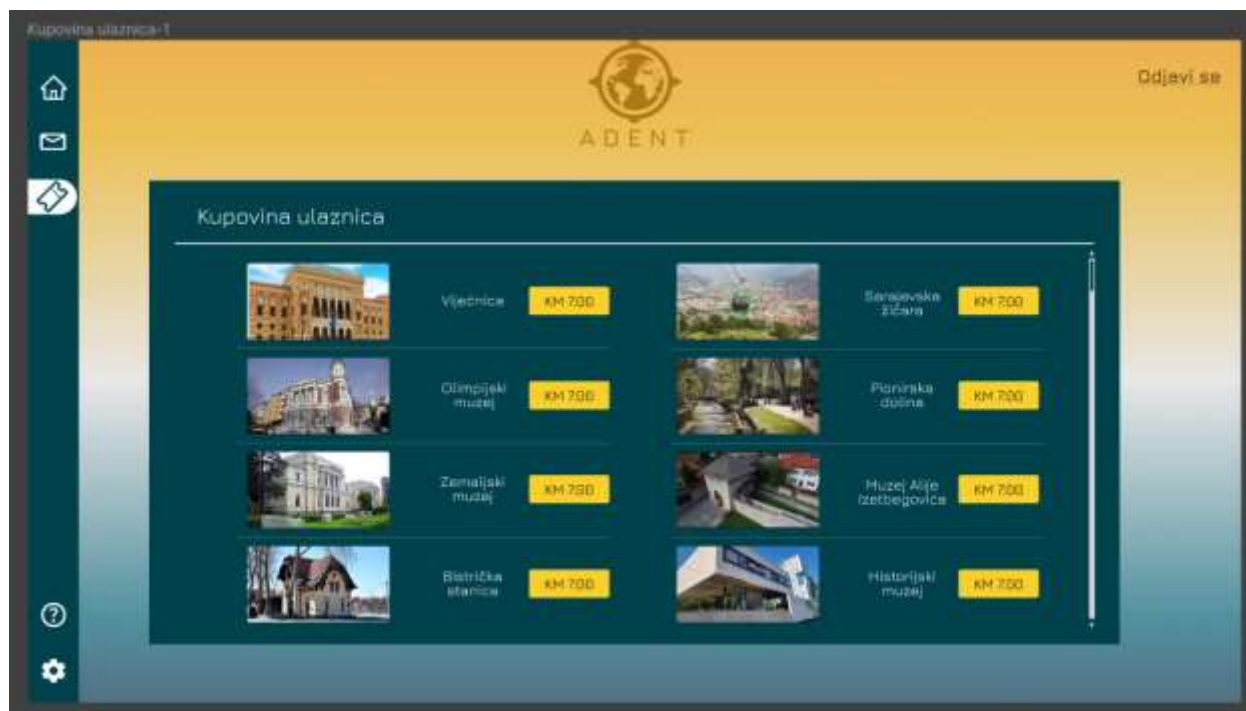 Kupovina ulaznica-1
ADENT
Odjavi se
Kupovina ulaznica
Vijećnica
KM 7.00
Sarajevska
žičara
KM 7.00
Olimpijski
muzej
KM 7.00
Pionirska
dolina
KM 7.00
Zemaljski
muzej
KM 7.00
Muzej Alije
Izetbegovića
KM 7.00
Bistrička
stanica
KM 7.00
Historijski
muzej
KM 7.00